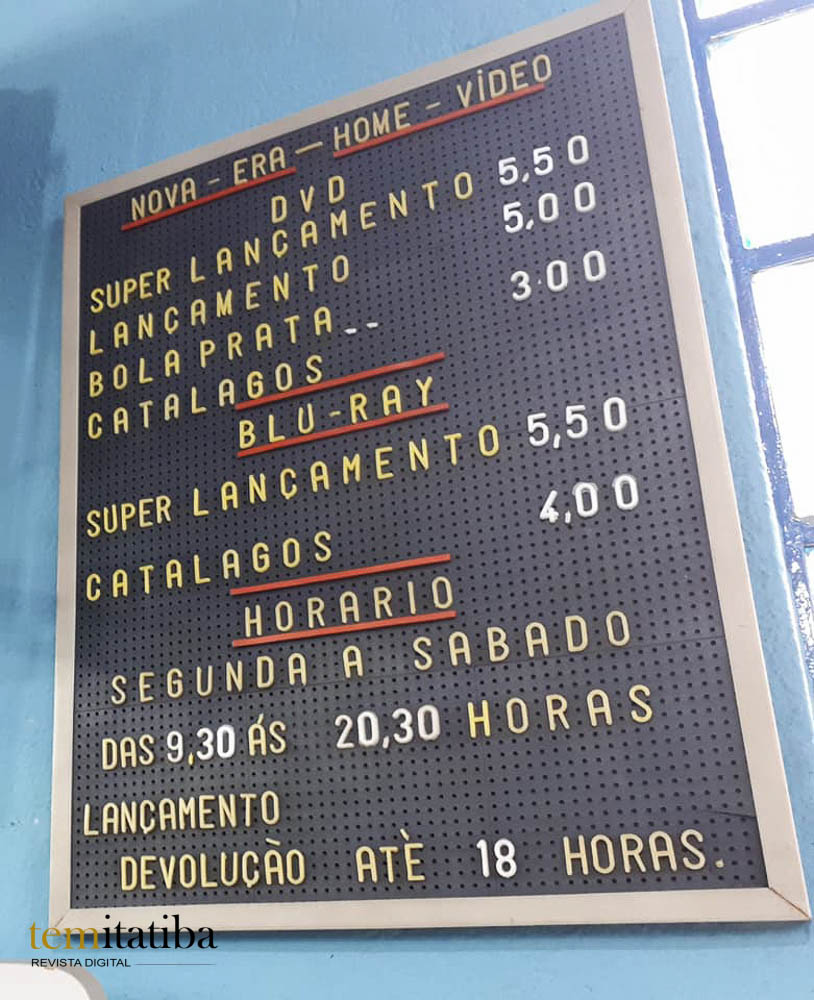 NOVA - ERA — HOME - VÍDEO
DVD
SUPER LANÇAMENTO 5,50
LANÇAMENTO 5,00
BOLA PRATA -- 3.00
CATALAGOS
BLU-RAY
SUPER LANÇAMENTO 5,50
CATALAGOS 4,00
HORARIO
SEGUNDA A SABADO
DAS 9,30 ÁS 20,30 HORAS
LANÇAMENTO
DEVOLUÇÀO ATÈ 18 HORAS.
temitatiba
REVISTA DIGITAL